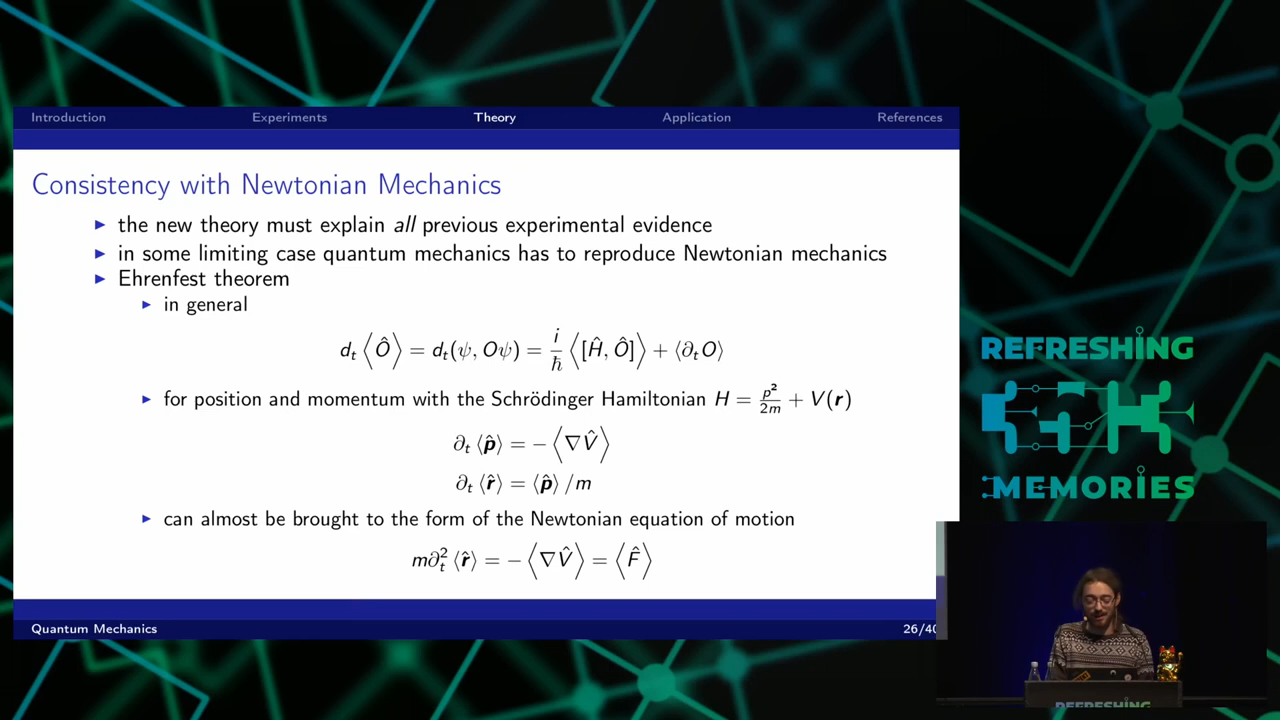 Introduction Experiments Theory Application References
Consistency with Newtonian Mechanics
the new theory must explain all previous experimental evidence
in some limiting case quantum mechanics has to reproduce Newtonian mechanics
Ehrenfest theorem
in general
d_t ⟨Ô⟩ = d_t(ψ, Oψ) = i/ħ ⟨[Ĥ, Ô]⟩ + ⟨∂_t O⟩
for position and momentum with the Schrödinger Hamiltonian H = p²/2m + V(r)
∂_t ⟨p̂⟩ = −⟨∇V̂⟩
∂_t ⟨r̂⟩ = ⟨p̂⟩ /m
can almost be brought to the form of the Newtonian equation of motion
m∂_t² ⟨r̂⟩ = −⟨∇V̂⟩ = ⟨F̂⟩
Quantum Mechanics 26/40
REFRESHING
MEMORIES
REFRESHING